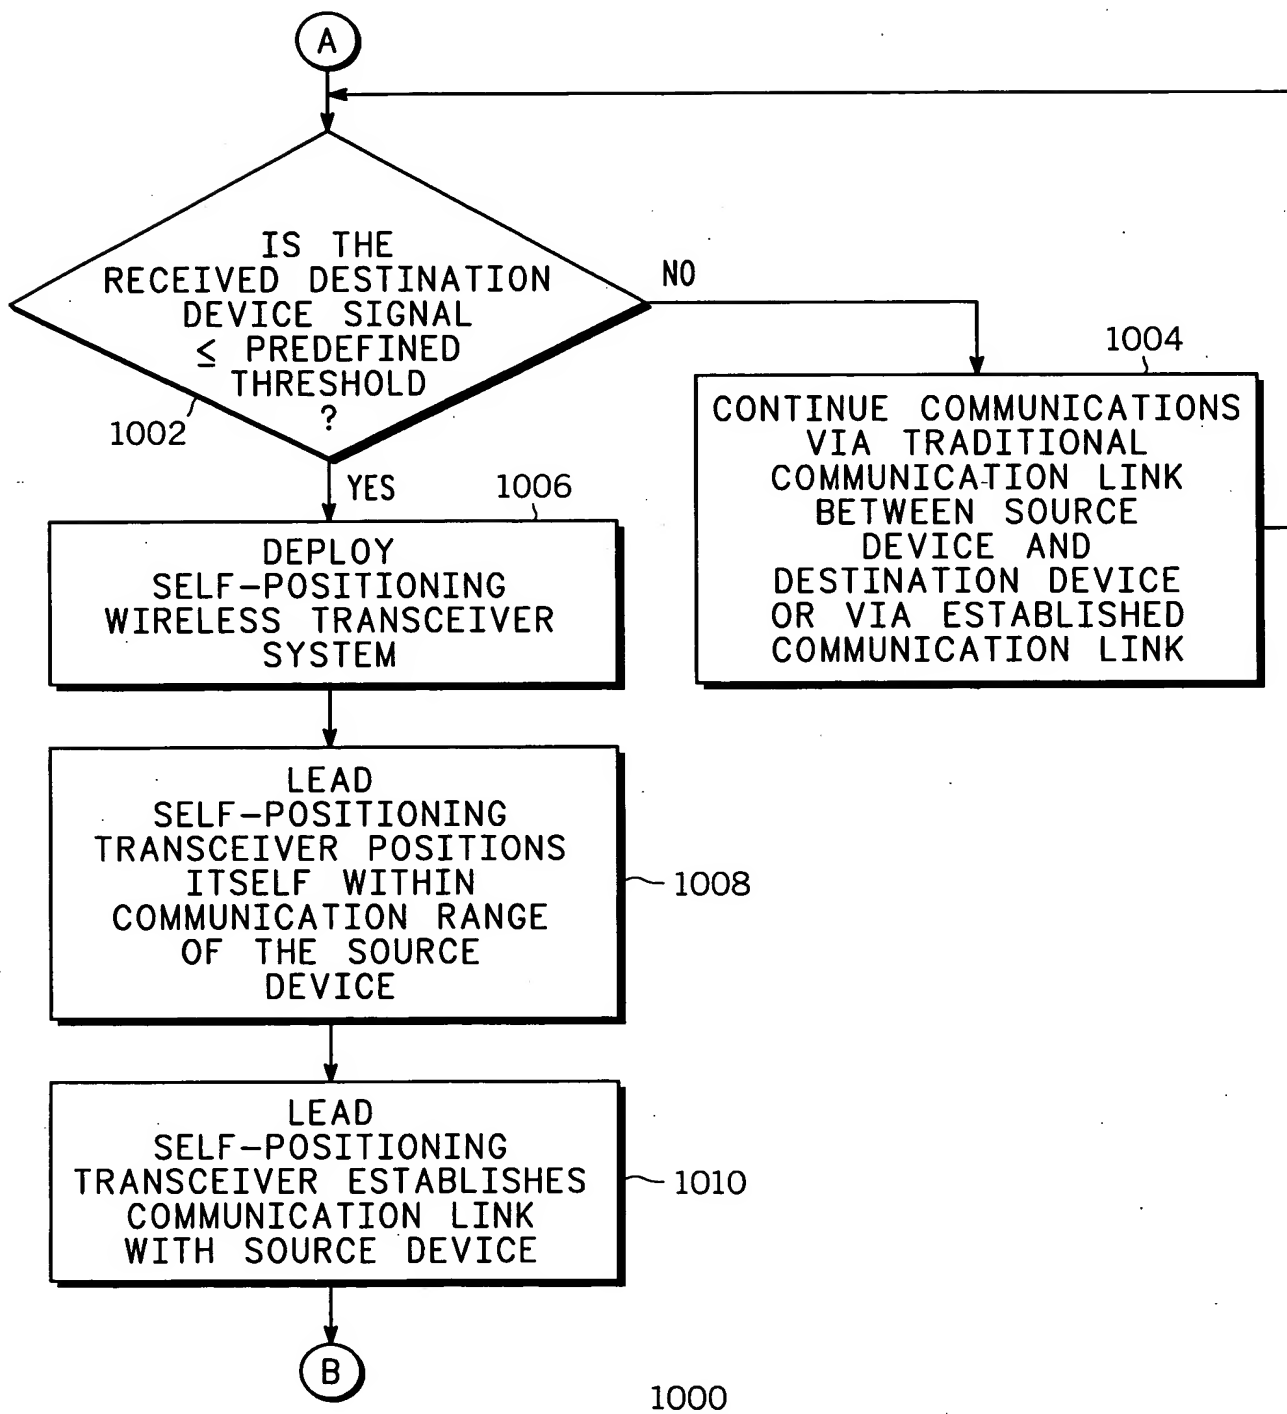 A
IS THE
RECEIVED DESTINATION
DEVICE SIGNAL
≤ PREDEFINED
THRESHOLD
?
1002
NO
YES
1004
CONTINUE COMMUNICATIONS
VIA TRADITIONAL
COMMUNICATION LINK
BETWEEN SOURCE
DEVICE AND
DESTINATION DEVICE
OR VIA ESTABLISHED
COMMUNICATION LINK
1006
DEPLOY
SELF-POSITIONING
WIRELESS TRANSCEIVER
SYSTEM
LEAD
SELF-POSITIONING
TRANSCEIVER POSITIONS
ITSELF WITHIN
COMMUNICATION RANGE
OF THE SOURCE
DEVICE
1008
LEAD
SELF-POSITIONING
TRANSCEIVER ESTABLISHES
COMMUNICATION LINK
WITH SOURCE DEVICE
1010
B
1000